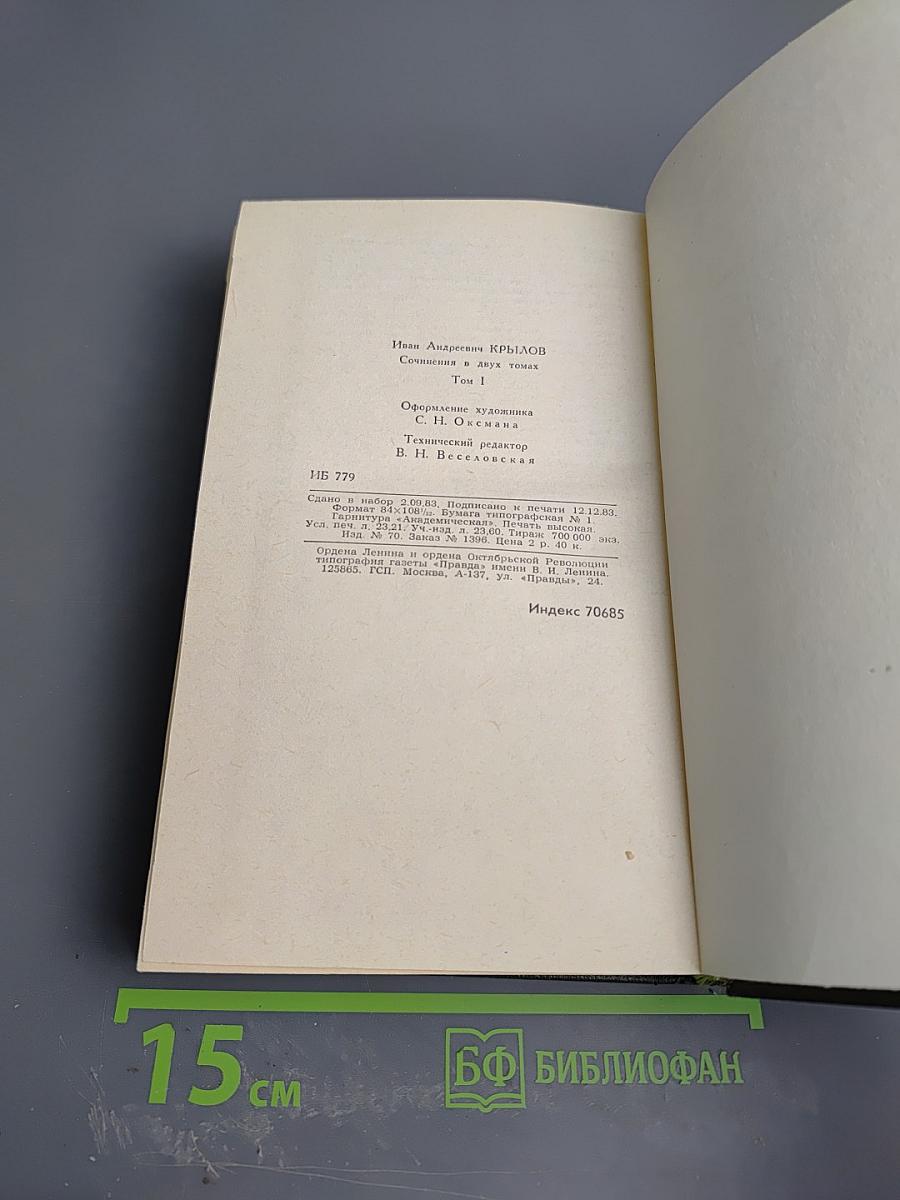 Иван Андреевич КРЫЛОВ
Сочинения в двух томах
Том I
Оформление художника
С. Н. Оксмана
Технический редактор
В. Н. Веселовская
ИБ 779
Сдано в набор 2.09.83. Подписано к печати 12.12.83.
Формат 84×108¹/₃₂. Бумага типографская № 1.
Гарнитура «Академическая». Печать высокая.
Усл. печ. л. 23,21. Уч.-изд. л. 23,60. Тираж 700 000 экз.
Изд. № 70. Заказ № 1396. Цена 2 р. 40 к.
Ордена Ленина и ордена Октябрьской Революции
типография газеты «Правда» имени В. И. Ленина.
125865. ГСП. Москва, А-137, ул. «Правды», 24.
Индекс 70685
15 см
БФ БИБЛИОФАН